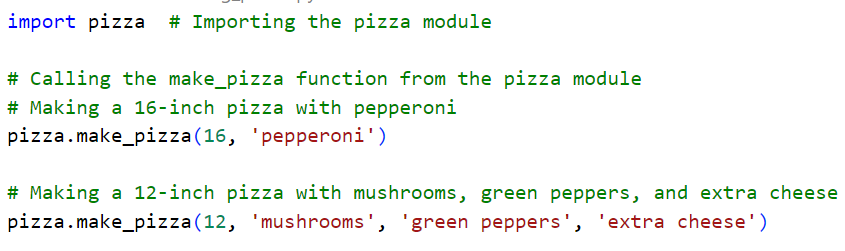 import pizza  # Importing the pizza module
# Calling the make_pizza function from the pizza module
# Making a 16-inch pizza with pepperoni
pizza.make_pizza(16, 'pepperoni')
# Making a 12-inch pizza with mushrooms, green peppers, and extra cheese
pizza.make_pizza(12, 'mushrooms', 'green peppers', 'extra cheese')